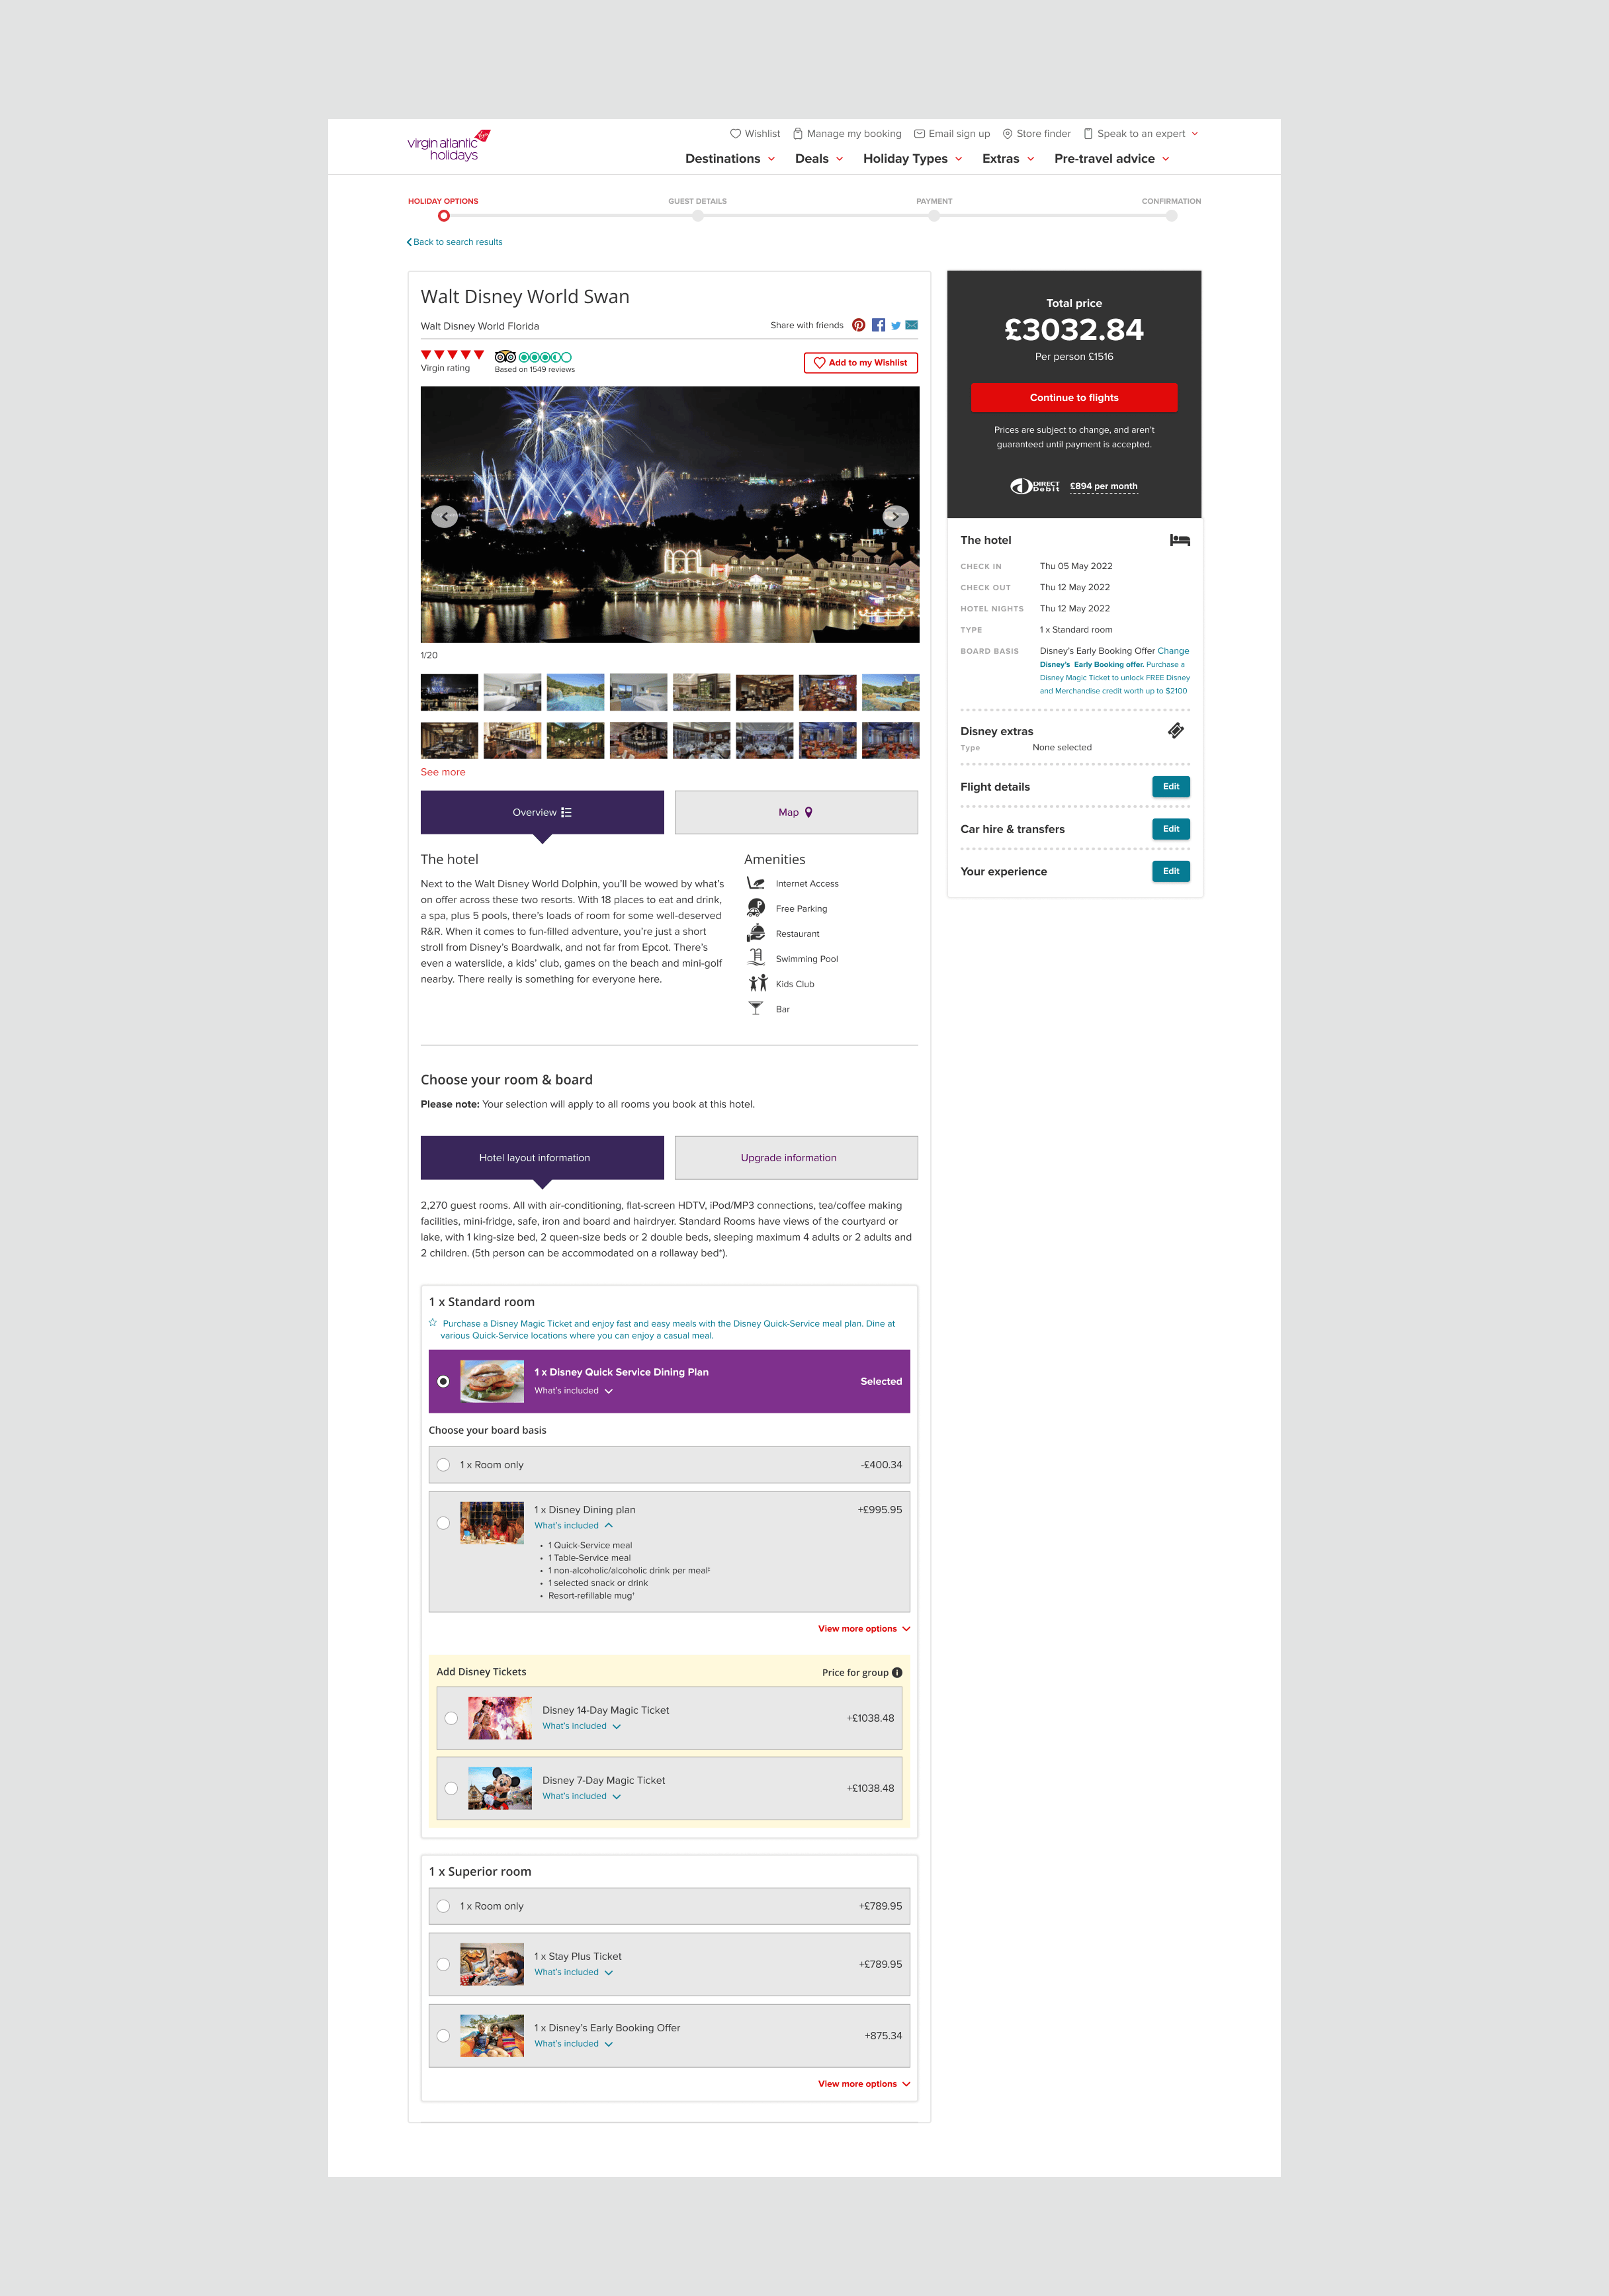 virgin atlantic
holidays
Wishlist
Manage my booking
Email sign up
Store finder
Speak to an expert
Destinations
Deals
Holiday Types
Extras
Pre-travel advice
HOLIDAY OPTIONS
GUEST DETAILS
PAYMENT
CONFIRMATION
Back to search results
Walt Disney World Swan
Walt Disney World Florida
Share with friends
Virgin rating
Based on 1549 reviews
Add to my Wishlist
1/20
See more
Overview
Map
The hotel
Next to the Walt Disney World Dolphin, you'll be wowed by what's
on offer across these two resorts. With 18 places to eat and drink,
a spa, plus 5 pools, there's loads of room for some well-deserved
R&R. When it comes to fun-filled adventure, you're just a short
stroll from Disney's Boardwalk, and not far from Epcot. There's
even a waterslide, a kids' club, games on the beach and mini-golf
nearby. There really is something for everyone here.
Amenities
Internet Access
Free Parking
Restaurant
Swimming Pool
Kids Club
Bar
Choose your room & board
Please note: Your selection will apply to all rooms you book at this hotel.
Hotel layout information
Upgrade information
2,270 guest rooms. All with air-conditioning, flat-screen HDTV, iPod/MP3 connections, tea/coffee making
facilities, mini-fridge, safe, iron and board and hairdryer. Standard Rooms have views of the courtyard or
lake, with 1 king-size bed, 2 queen-size beds or 2 double beds, sleeping maximum 4 adults or 2 adults and
2 children. (5th person can be accommodated on a rollaway bed*).
1 x Standard room
Purchase a Disney Magic Ticket and enjoy fast and easy meals with the Disney Quick-Service meal plan. Dine at
various Quick-Service locations where you can enjoy a casual meal.
1 x Disney Quick Service Dining Plan
What's included
Selected
Choose your board basis
1 x Room only
-£400.34
1 x Disney Dining plan
+£995.95
What's included
• 1 Quick-Service meal
• 1 Table-Service meal
• 1 non-alcoholic/alcoholic drink per meal‡
• 1 selected snack or drink
• Resort-refillable mug†
View more options
Add Disney Tickets
Price for group
Disney 14-Day Magic Ticket
What's included
+£1038.48
Disney 7-Day Magic Ticket
What's included
+£1038.48
1 x Superior room
1 x Room only
+£789.95
1 x Stay Plus Ticket
What's included
+£789.95
1 x Disney's Early Booking Offer
What's included
+875.34
View more options
Total price
£3032.84
Per person £1516
Continue to flights
Prices are subject to change, and aren't
guaranteed until payment is accepted.
DIRECT
Debit
£894 per month
The hotel
CHECK IN Thu 05 May 2022
CHECK OUT Thu 12 May 2022
HOTEL NIGHTS Thu 12 May 2022
TYPE 1 x Standard room
BOARD BASIS Disney's Early Booking Offer Change
Disney's Early Booking offer. Purchase a
Disney Magic Ticket to unlock FREE Disney
and Merchandise credit worth up to $2100
Disney extras
Type None selected
Flight details
Edit
Car hire & transfers
Edit
Your experience
Edit